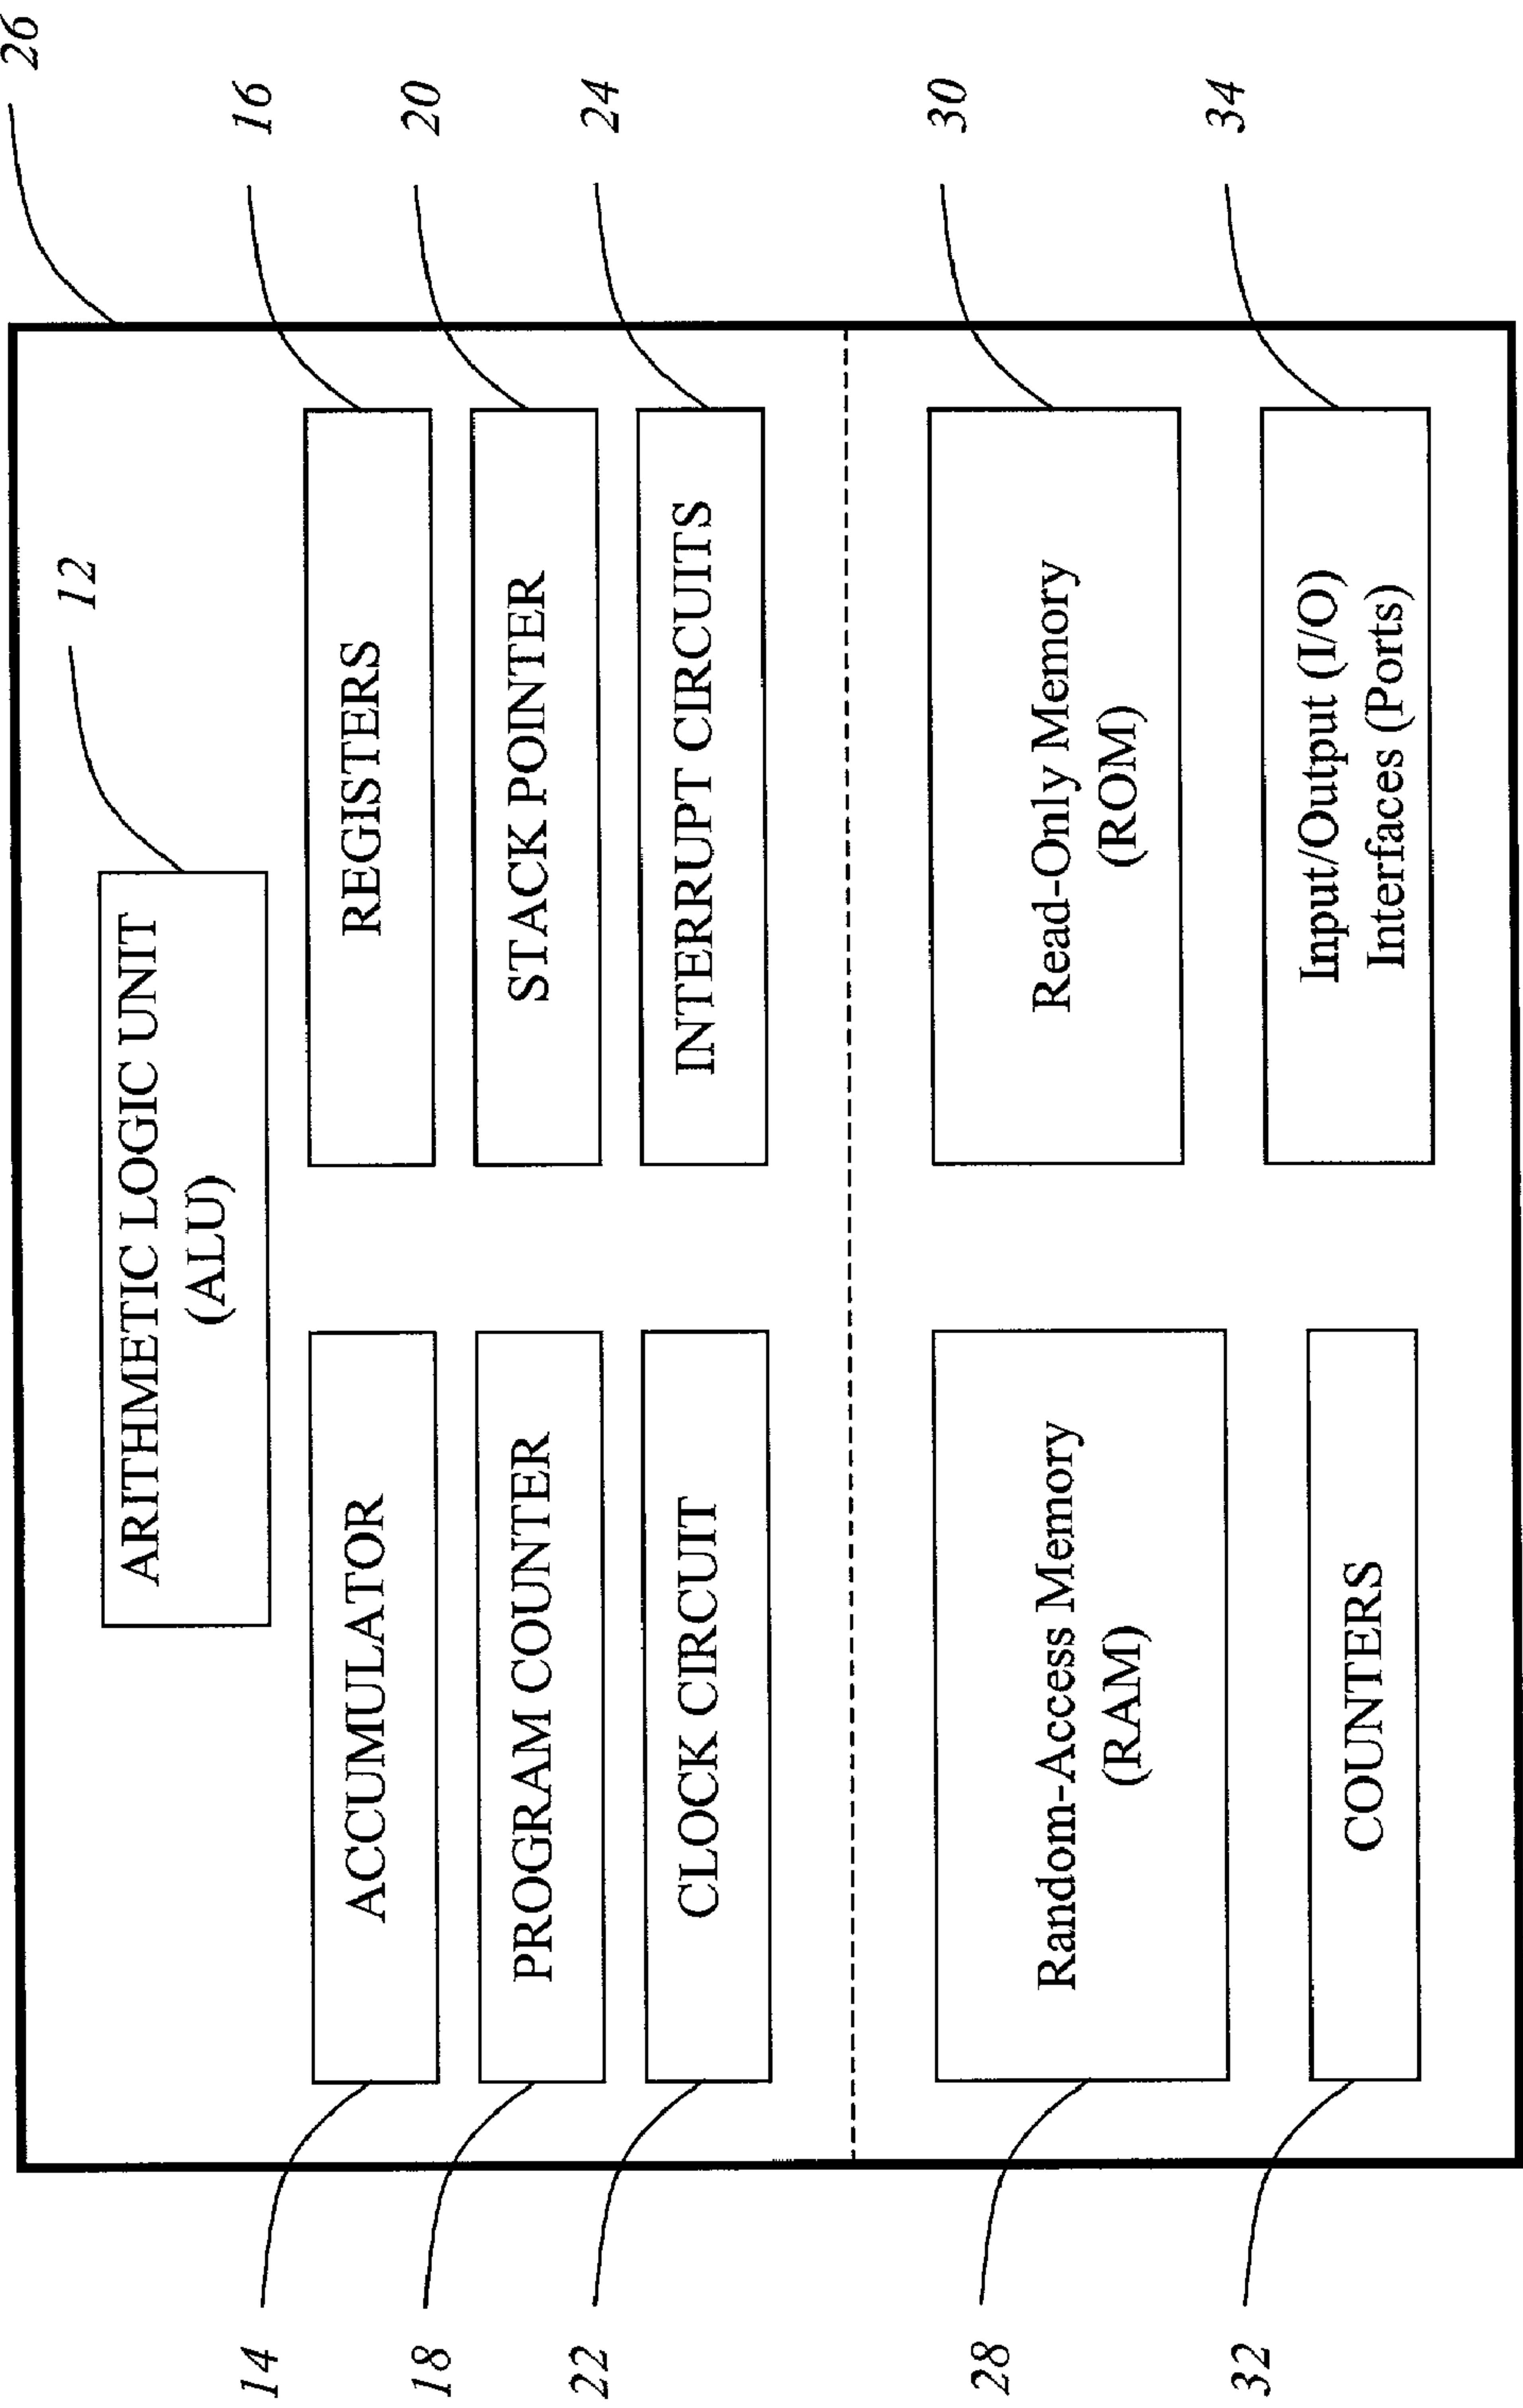 26
12
ARITHMETIC LOGIC UNIT
(ALU)
14
ACCUMULATOR
REGISTERS
16
18
PROGRAM COUNTER
STACK POINTER
20
22
CLOCK CIRCUIT
INTERRUPT CIRCUITS
24
28
Random-Access Memory
(RAM)
Read-Only Memory
(ROM)
30
32
COUNTERS
Input/Output (I/O)
Interfaces (Ports)
34